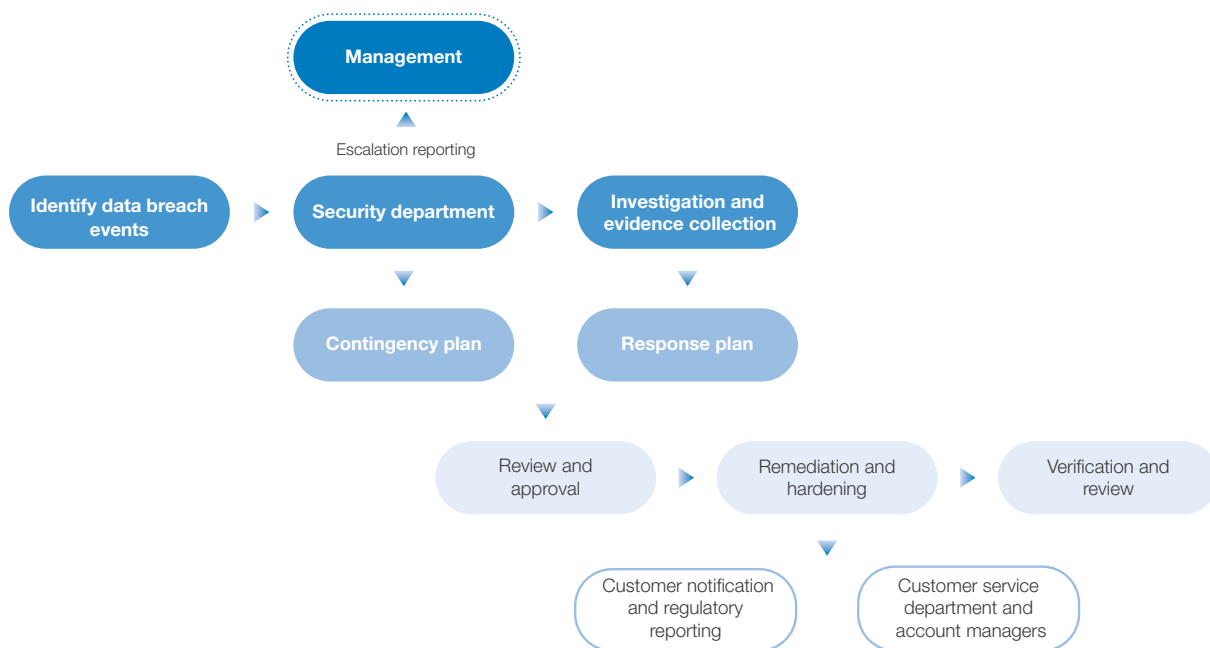 Management
Escalation reporting
Identify data breach
events
Security department
Investigation and
evidence collection
Contingency plan
Response plan
Review and
approval
Remediation and
hardening
Verification and
review
Customer notification
and regulatory
reporting
Customer service
department and
account managers